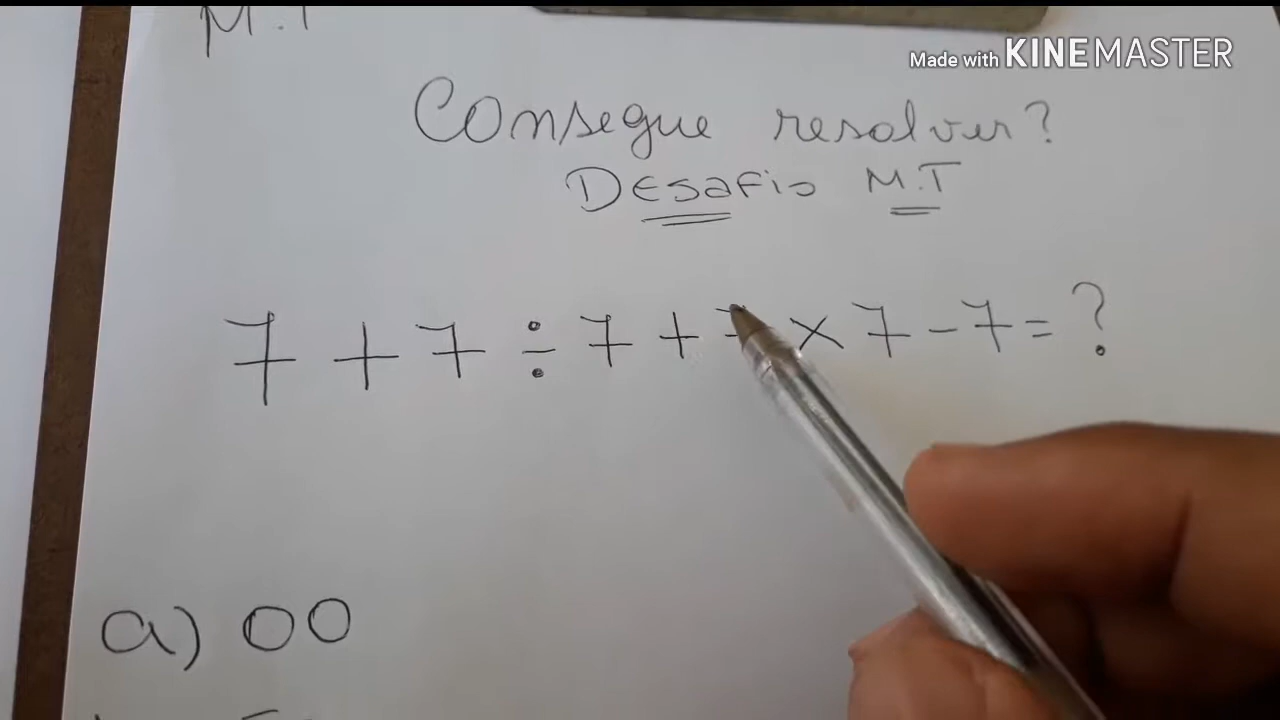 M.T
Made with KINEMASTER
Consegue resolver?
Desafio M.T
7 + 7 ÷ 7 + 7 × 7 - 7 = ?
a) 00